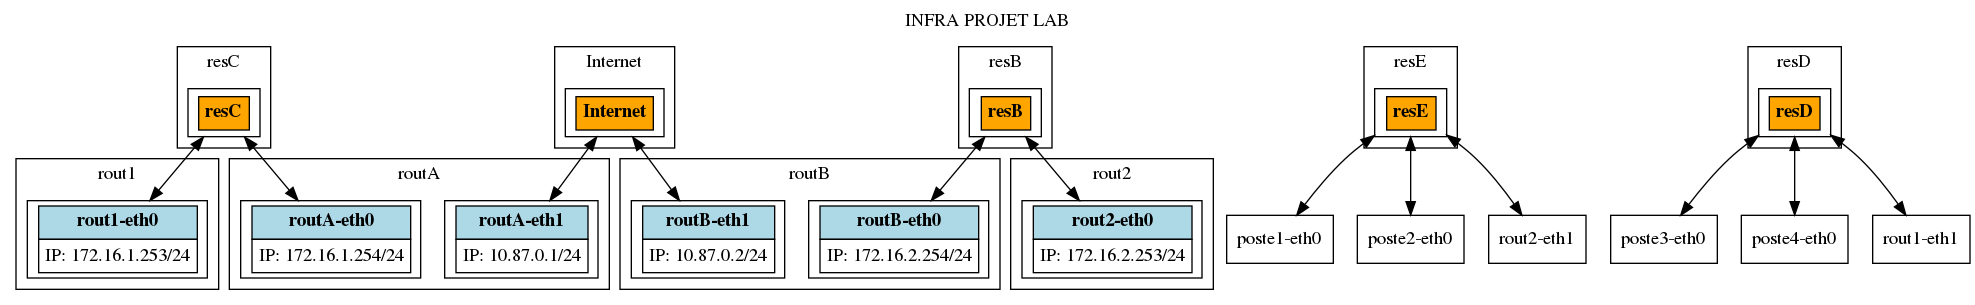 INFRA PROJET LAB
resC
resC
Internet
Internet
resB
resB
resE
resE
resD
resD
rout1
rout1-eth0
IP: 172.16.1.253/24
routA
routA-eth0
IP: 172.16.1.254/24
routA-eth1
IP: 10.87.0.1/24
routB
routB-eth1
IP: 10.87.0.2/24
routB-eth0
IP: 172.16.2.254/24
rout2
rout2-eth0
IP: 172.16.2.253/24
poste1-eth0
poste2-eth0
rout2-eth1
poste3-eth0
poste4-eth0
rout1-eth1